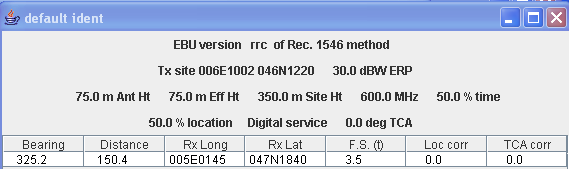 default ident
EBU version rrc of Rec. 1546 method
Tx site 006E1002 046N1220 30.0 dBW ERP
75.0 m Ant Ht 75.0 m Eff Ht 350.0 m Site Ht 600.0 MHz 50.0 % time
50.0 % location Digital service 0.0 deg TCA
Bearing Distance Rx Long Rx Lat F.S. (t) Loc corr TCA corr
325.2 150.4 005E0145 047N1840 3.5 0.0 0.0